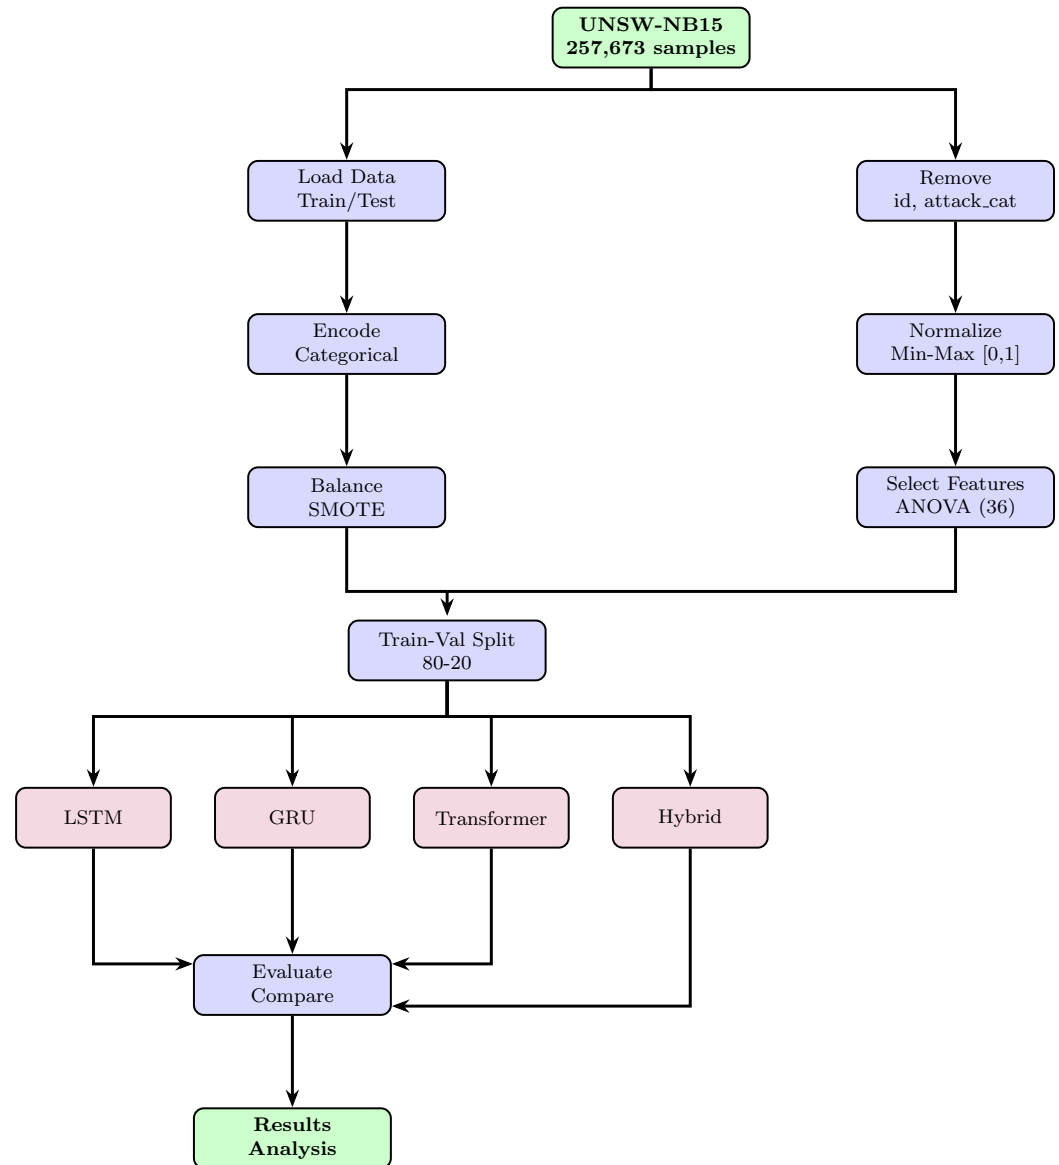 UNSW-NB15
257,673 samples
Load Data
Train/Test
Remove
id, attack_cat
Encode
Categorical
Normalize
Min-Max [0,1]
Balance
SMOTE
Select Features
ANOVA (36)
Train-Val Split
80-20
LSTM
GRU
Transformer
Hybrid
Evaluate
Compare
Results
Analysis